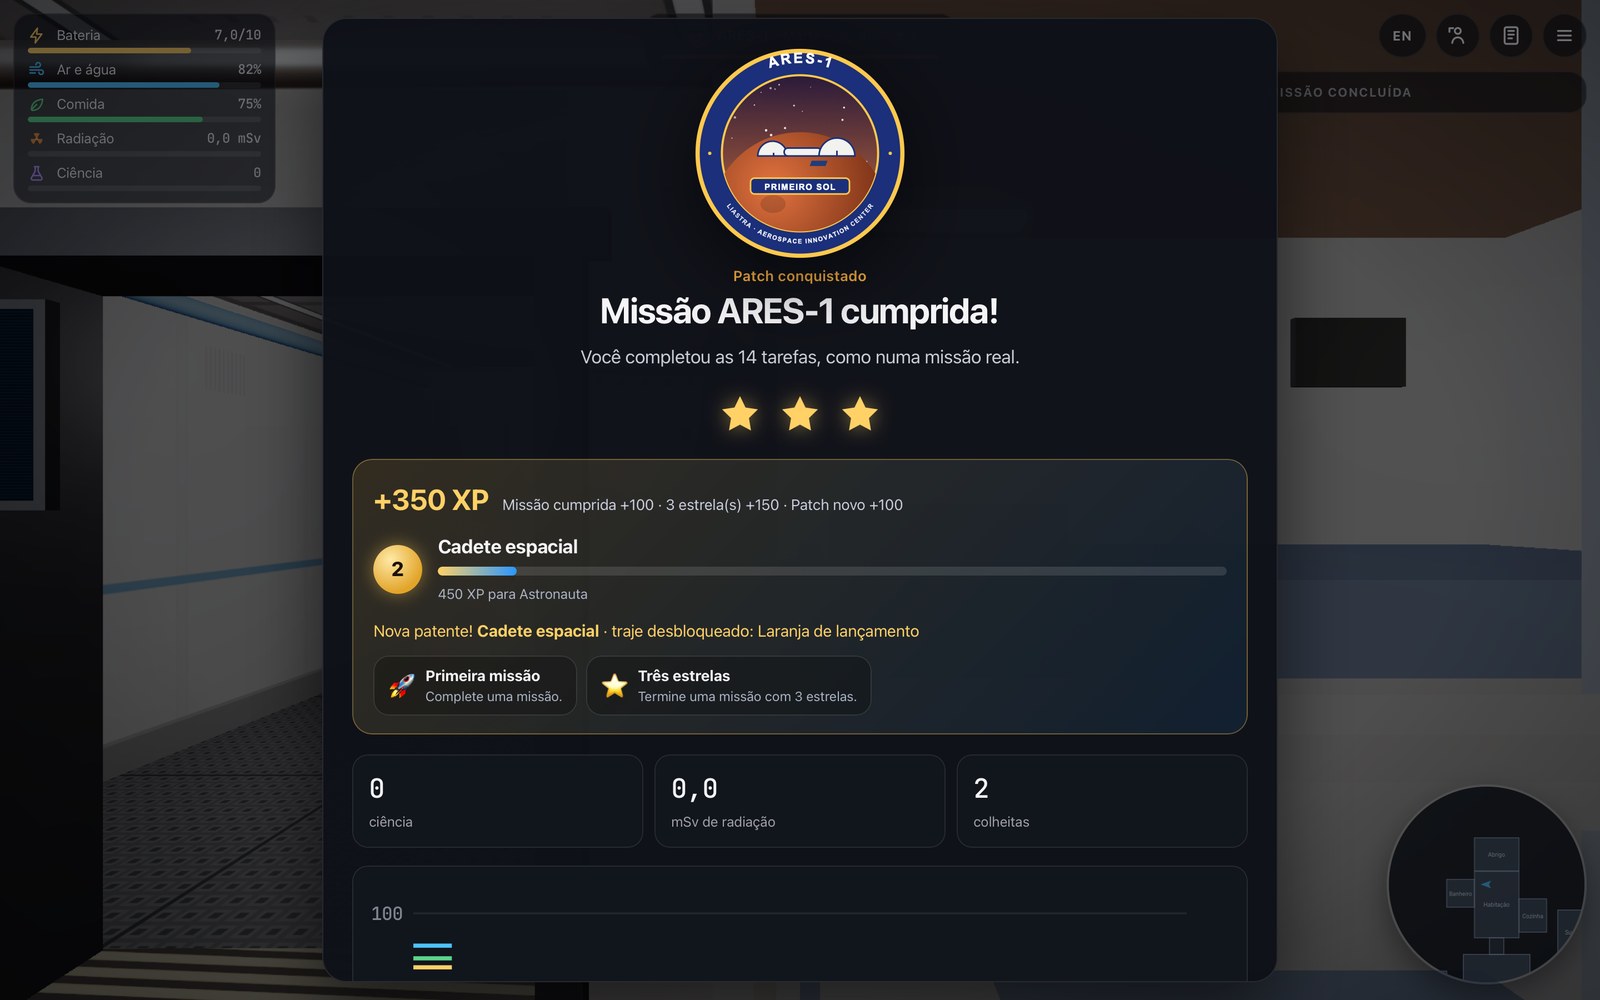 Bateria 7,0/10
Ar e água 82%
Comida 75%
Radiação 0,0 mSv
Ciência 0
EN
ISSÃO CONCLUÍDA
ARES-1
PRIMEIRO SOL
LIASTRA · AEROSPACE INNOVATION CENTER
Patch conquistado
Missão ARES-1 cumprida!
Você completou as 14 tarefas, como numa missão real.
+350 XP Missão cumprida +100 · 3 estrela(s) +150 · Patch novo +100
2
Cadete espacial
450 XP para Astronauta
Nova patente! Cadete espacial · traje desbloqueado: Laranja de lançamento
Primeira missão
Complete uma missão.
Três estrelas
Termine uma missão com 3 estrelas.
0
ciência
0,0
mSv de radiação
2
colheitas
100
Abrigo
Banheiro
Habitação
Cozinha